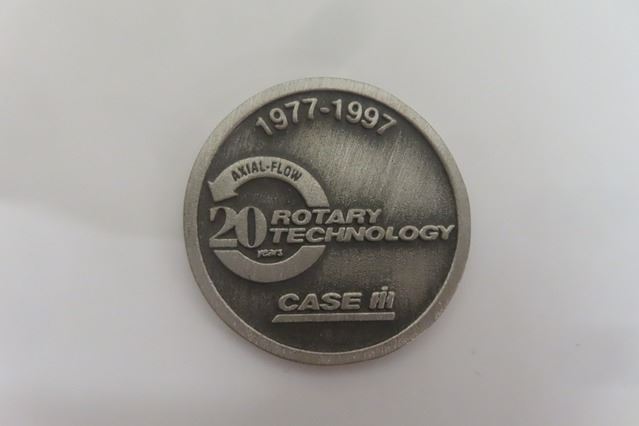 1977-1997
AXIAL-FLOW
20 ROTARY
TECHNOLOGY
years
CASE IH